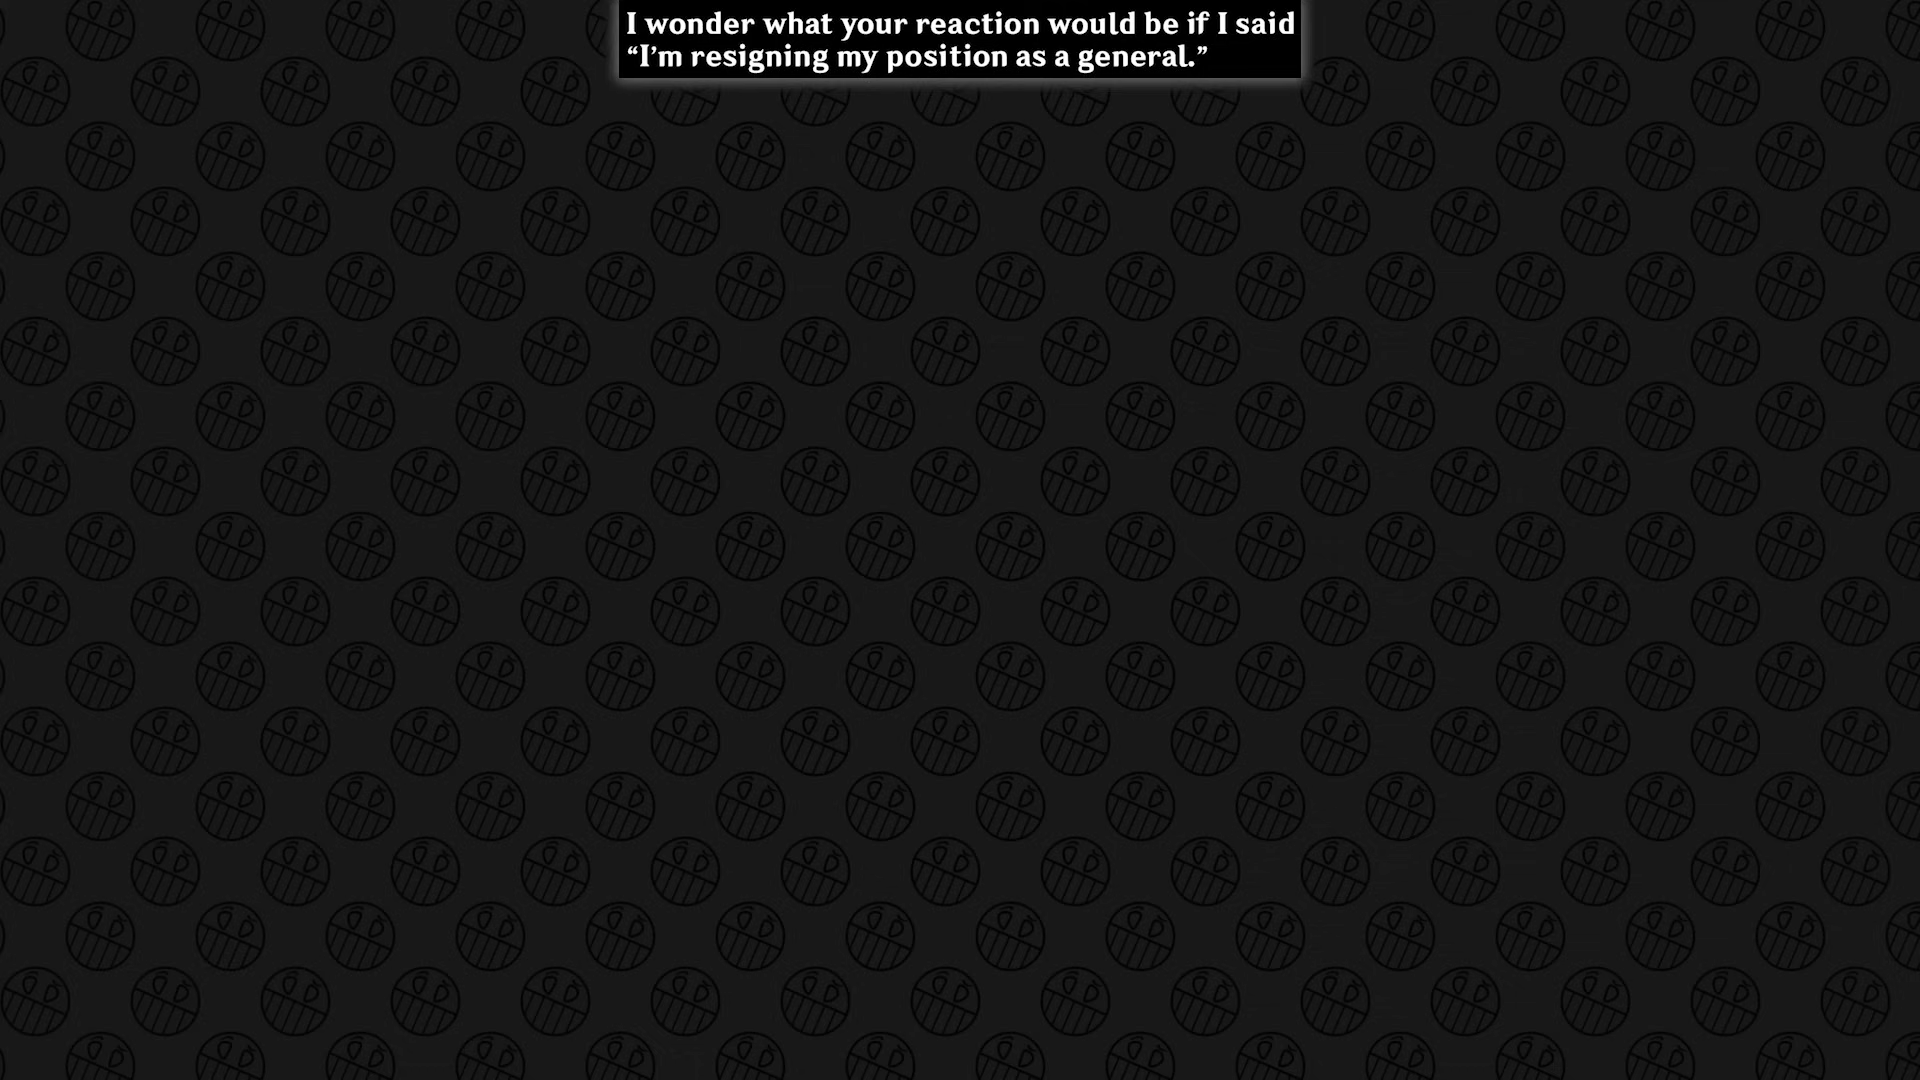 I wonder what your reaction would be if I said
“I’m resigning my position as a general.”